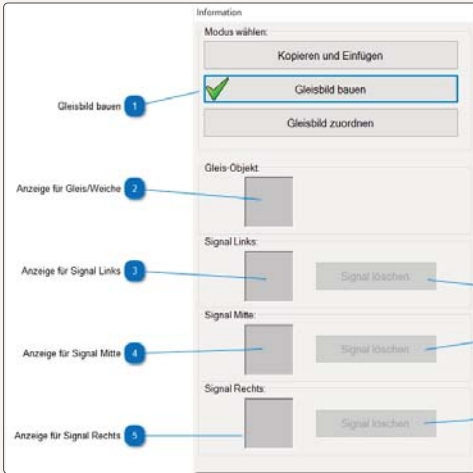 Information
Modus wählen:
Kopieren und Einfügen
Gleisbild bauen 1
Gleisbild bauen
Gleisbild zuordnen
Gleis-Objekt
Anzeige für Gleis/Weiche 2
Signal Links:
Anzeige für Signal Links 3
Signal löschen
Signal Mitte:
Anzeige für Signal Mitte 4
Signal löschen
Signal Rechts:
Signal löschen
Anzeige für Signal Rechts 5